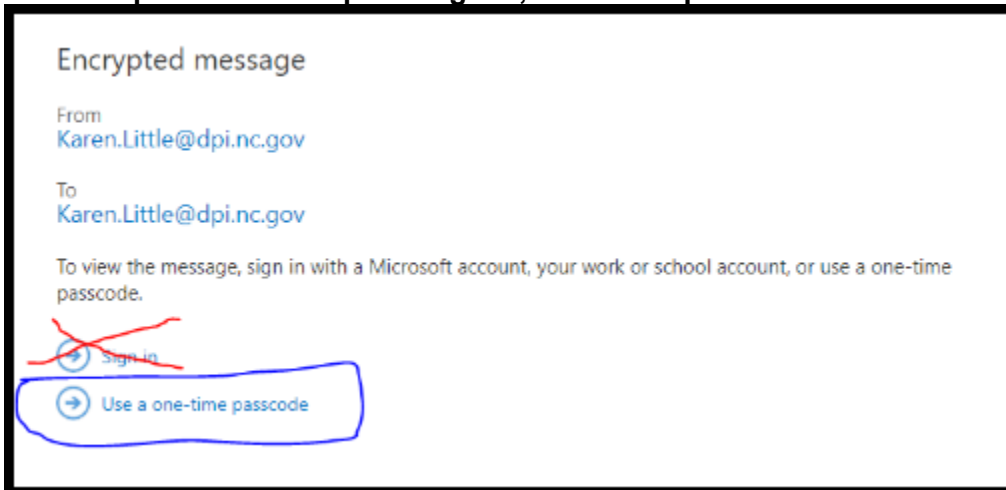 Encrypted message
From
Karen.Little@dpi.nc.gov
To
Karen.Little@dpi.nc.gov
To view the message, sign in with a Microsoft account, your work or school account, or use a one-time
passcode.
Sign in
Use a one-time passcode